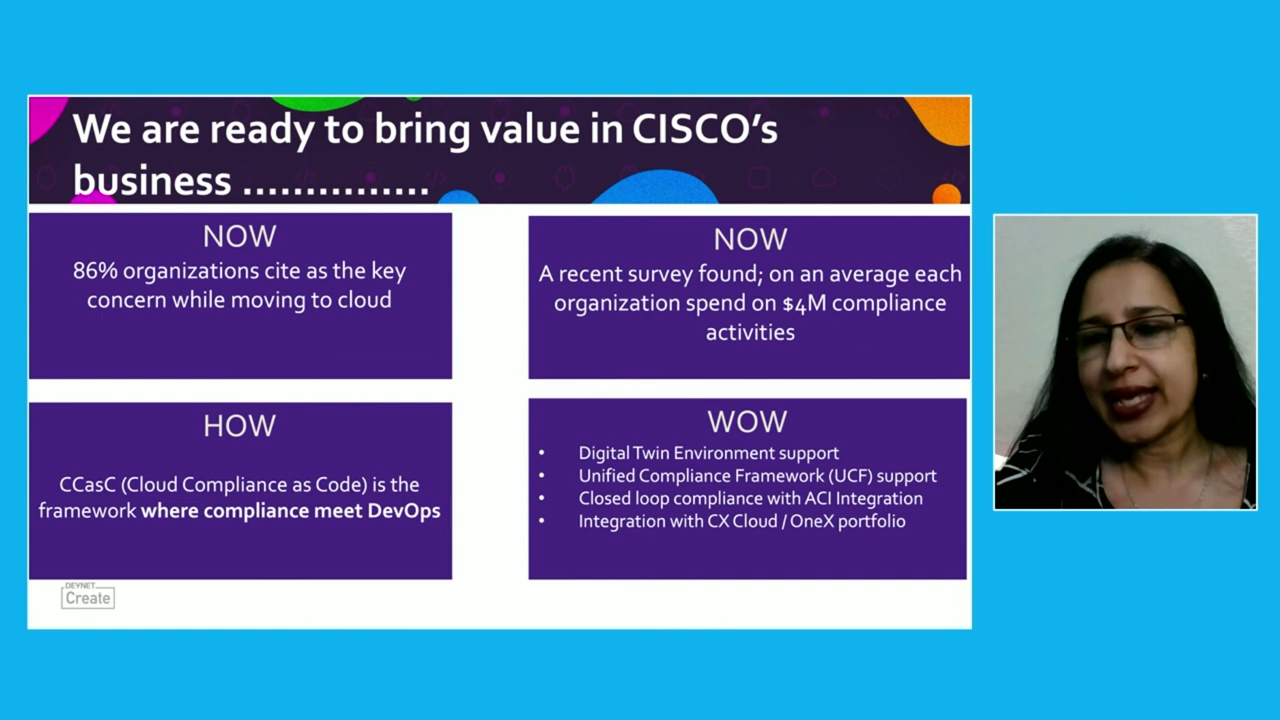 We are ready to bring value in CISCO’s
business ...............
NOW
86% organizations cite as the key
concern while moving to cloud
NOW
A recent survey found; on an average each
organization spend on $4M compliance
activities
HOW
CCasC (Cloud Compliance as Code) is the
framework where compliance meet DevOps
WOW
• Digital Twin Environment support
• Unified Compliance Framework (UCF) support
• Closed loop compliance with ACI Integration
• Integration with CX Cloud / OneX portfolio
DEVNET
Create